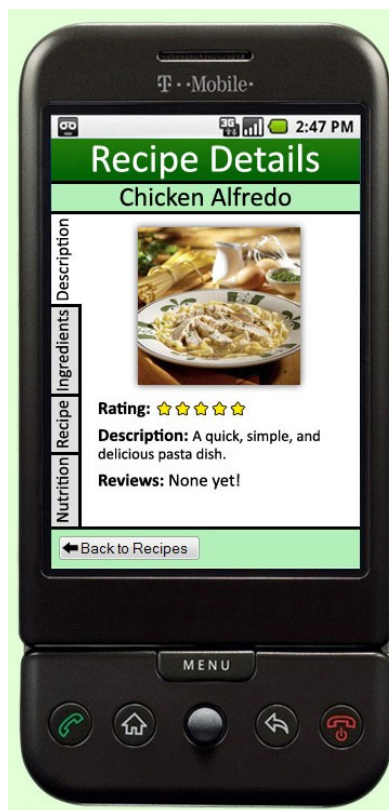 T··Mobile·
3G
2:47 PM
Recipe Details
Chicken Alfredo
Description
Ingredients
Recipe
Nutrition
Rating:
Description: A quick, simple, and
delicious pasta dish.
Reviews: None yet!
Back to Recipes
MENU